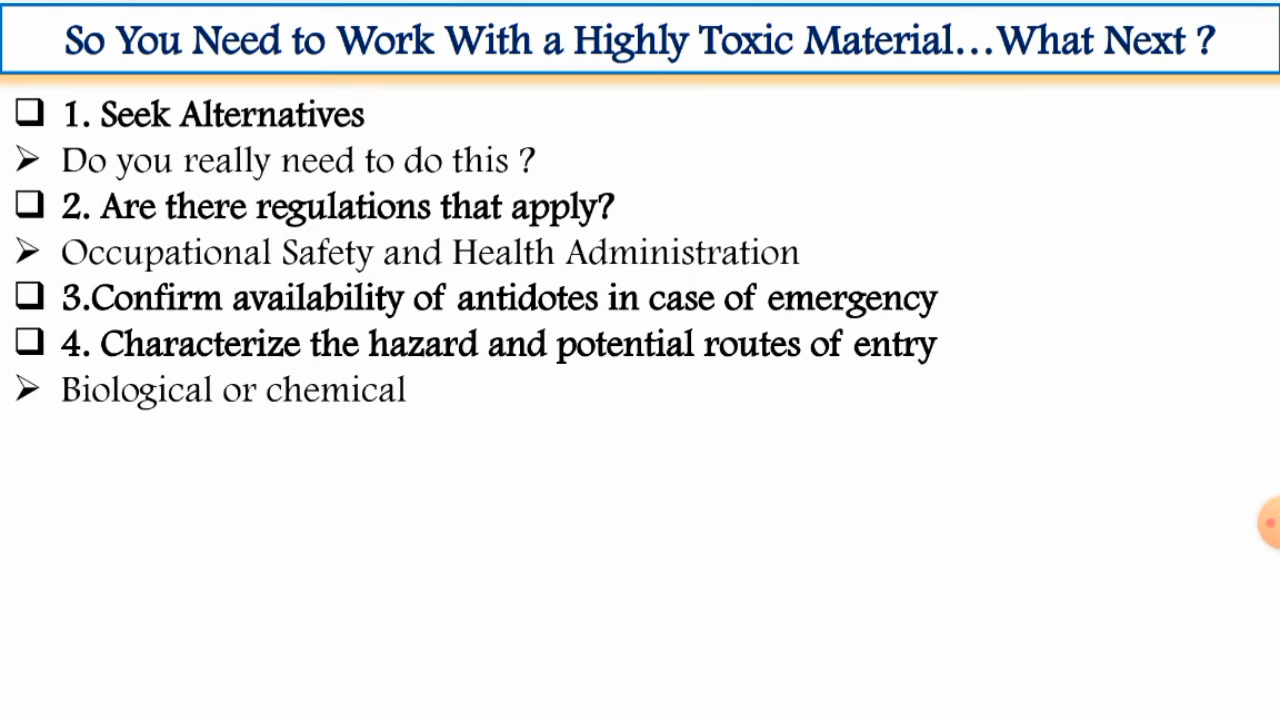 So You Need to Work With a Highly Toxic Material...What Next ?
1. Seek Alternatives
Do you really need to do this ?
2. Are there regulations that apply?
Occupational Safety and Health Administration
3.Confirm availability of antidotes in case of emergency
4. Characterize the hazard and potential routes of entry
Biological or chemical